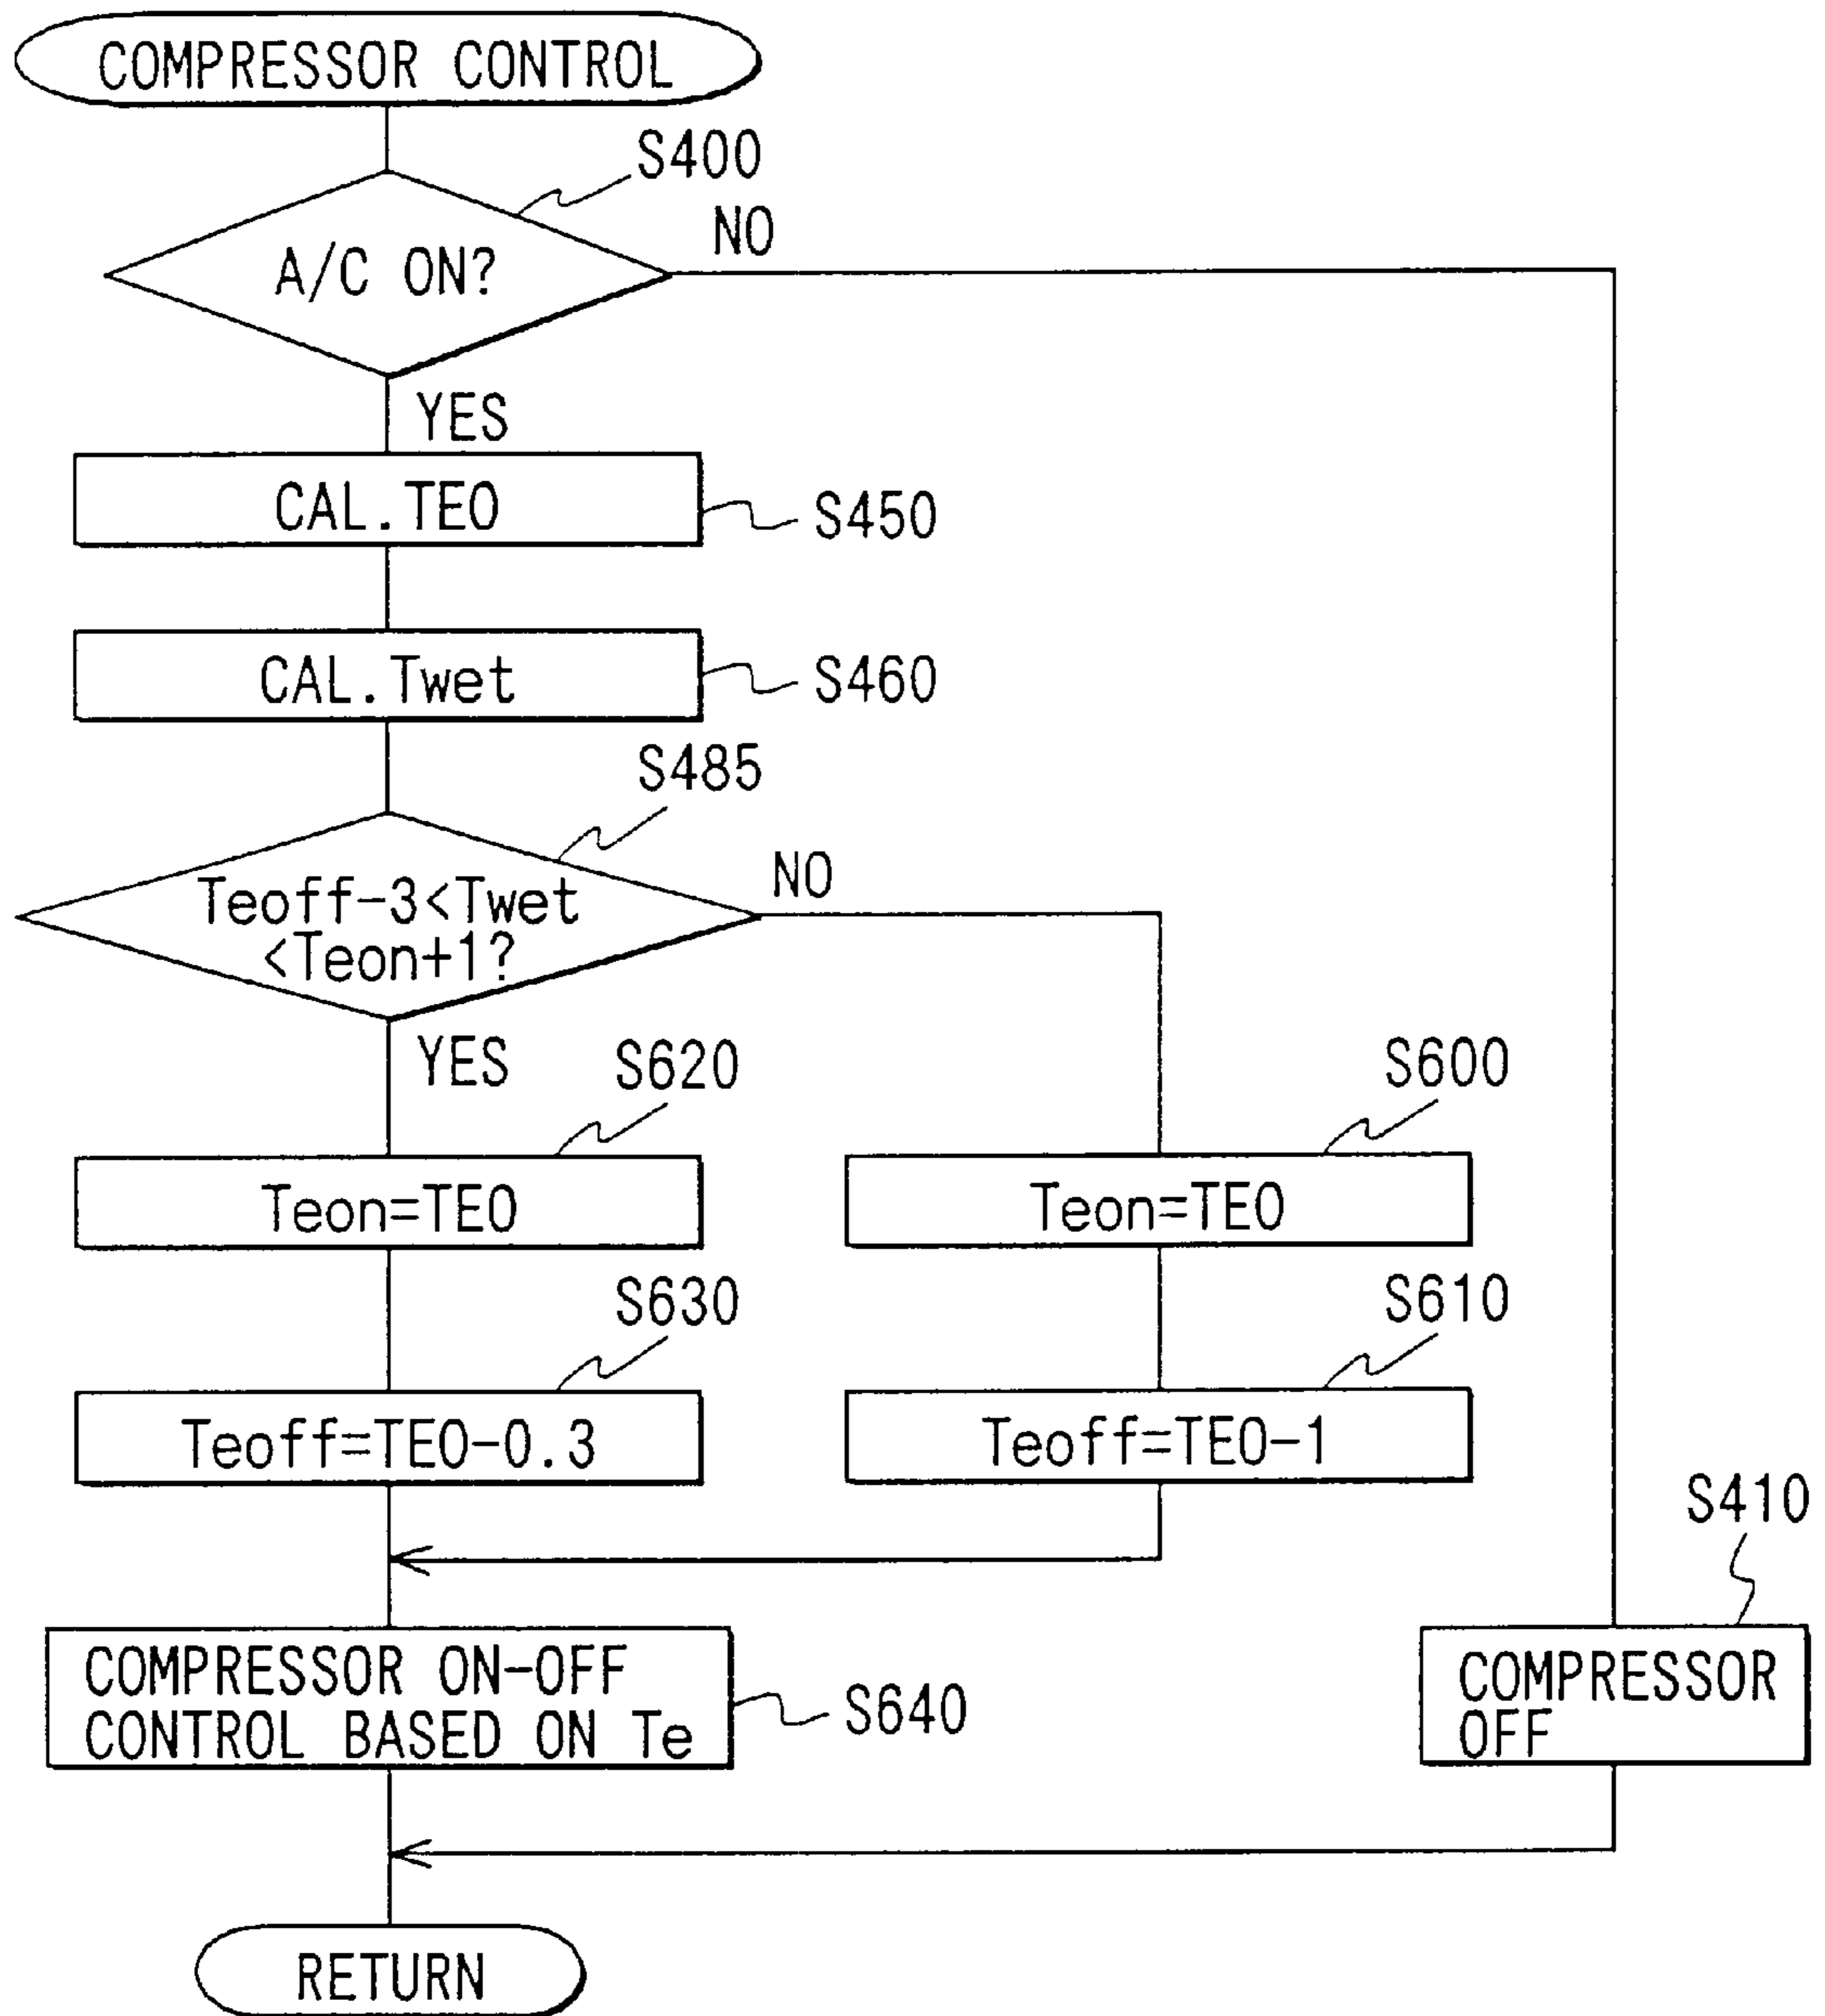 COMPRESSOR CONTROL
S400
A/C ON?
NO
YES
CAL.TEO
S450
CAL.Twet
S460
S485
Teoff-3<Twet
<Teon+1?
NO
YES
S620
S600
Teon=TEO
Teon=TEO
S630
S610
Teoff=TEO-0.3
Teoff=TEO-1
S410
COMPRESSOR ON-OFF
CONTROL BASED ON Te
S640
COMPRESSOR
OFF
RETURN